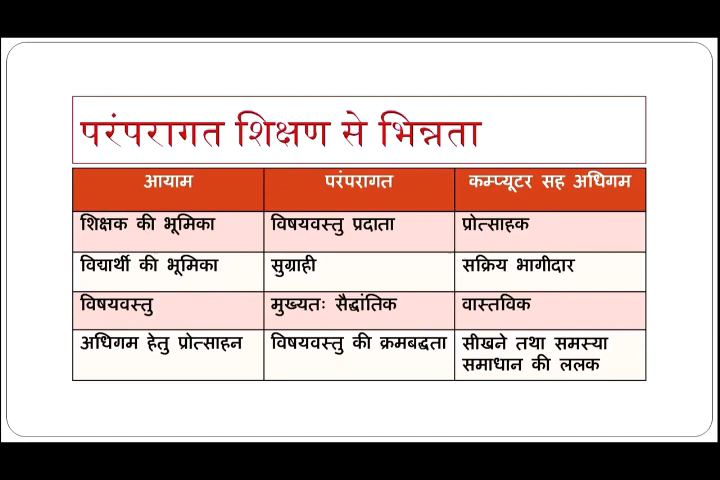 परंपरागत शिक्षण से भिन्नता
आयाम परंपरागत कम्प्यूटर सह अधिगम
शिक्षक की भूमिका विषयवस्तु प्रदाता प्रोत्साहक
विद्यार्थी की भूमिका सुग्राही सक्रिय भागीदार
विषयवस्तु मुख्यतः सैद्धांतिक वास्तविक
अधिगम हेतु प्रोत्साहन विषयवस्तु की क्रमबद्धता सीखने तथा समस्या
समाधान की ललक